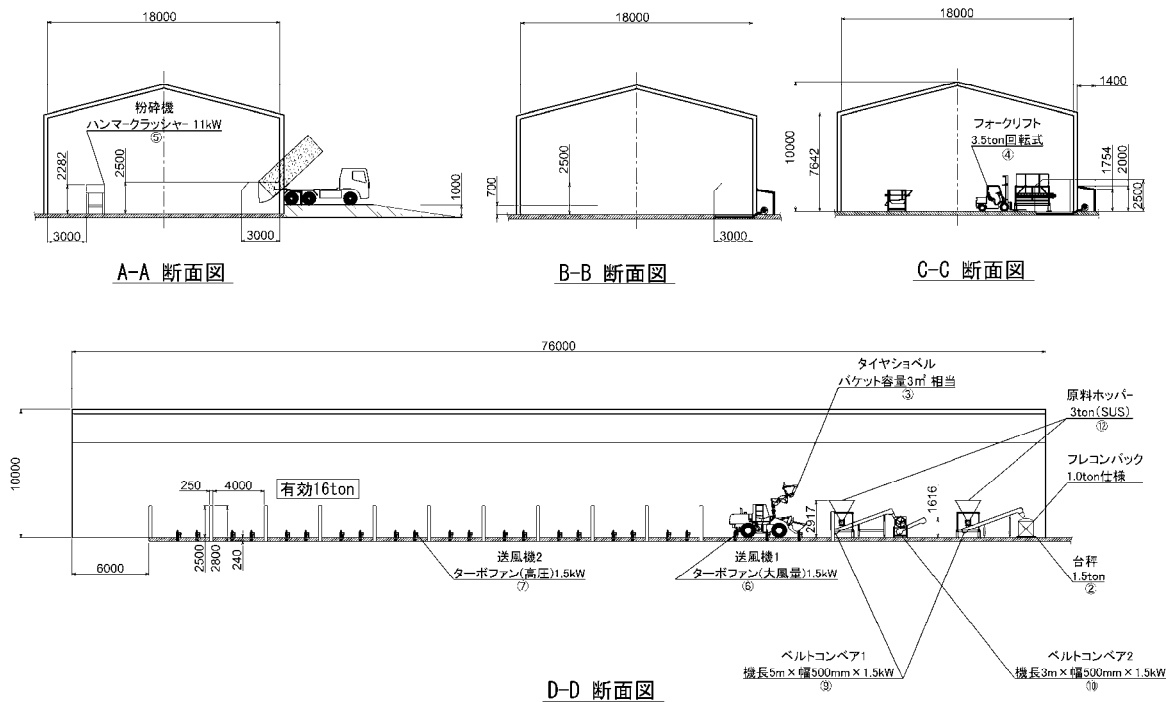 18000
粉砕機
ハンマークラッシャー 11kW
⑤
2282
2500
1000
3000
3000
A-A 断面図
18000
2500
700
3000
B-B 断面図
18000
1400
フォークリフト
3.5ton回転式
④
10000
7642
1754
2000
2500
C-C 断面図
76000
タイヤショベル
バケット容量3㎥ 相当
③
原料ホッパー
3ton(SUS)
⑫
フレコンバック
1.0ton仕様
10000
250
4000
有効16ton
2917
1616
2500
2800
240
6000
送風機2
ターボファン(高圧)1.5kW
⑦
送風機1
ターボファン(大風量)1.5kW
⑥
台秤
1.5ton
②
ベルトコンベア1
機長5m×幅500mm×1.5kW
⑨
ベルトコンベア2
機長3m×幅500mm×1.5kW
⑩
D-D 断面図